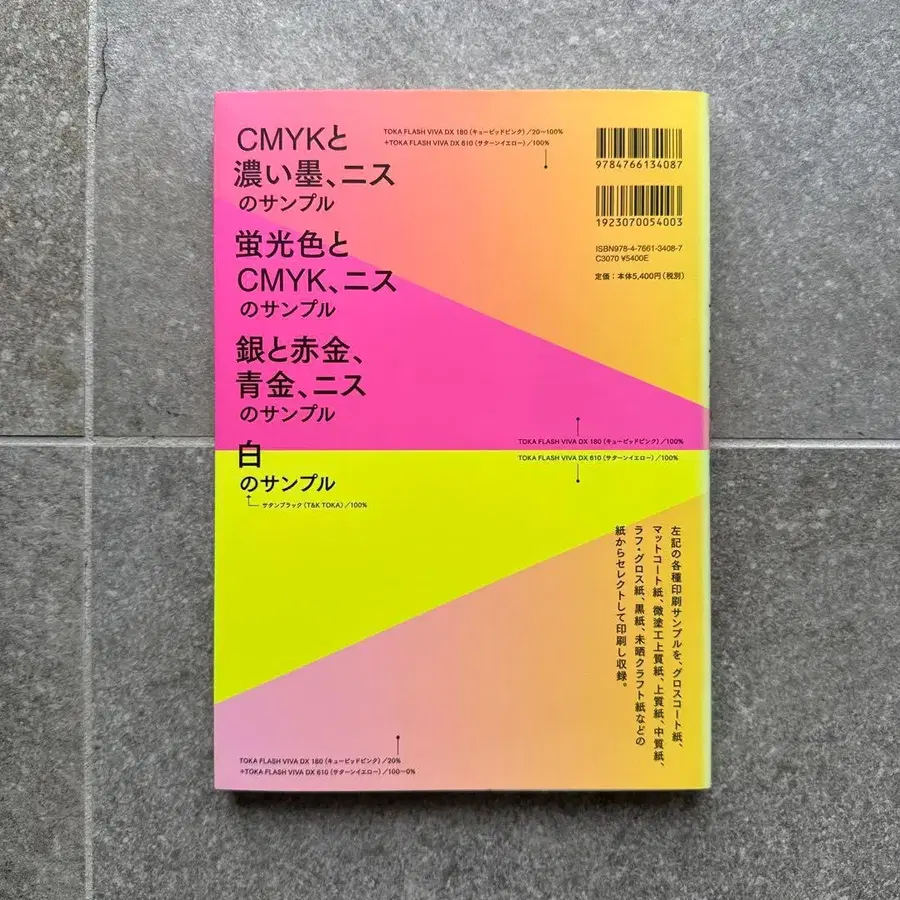 CMYKと
濃い墨、ニス
のサンプル
蛍光色と
CMYK、ニス
のサンプル
銀と赤金、
青金、ニス
のサンプル
白
のサンプル
サタンブラック（T&K TOKA）／100%
TOKA FLASH VIVA DX 180（キューピッドピンク）／20〜100%
＋TOKA FLASH VIVA DX 610（サターンイエロー）／100%
9784766134087
1923070054003
ISBN978-4-7661-3408-7
C3070 ¥5400E
定価：本体5,400円（税別）
TOKA FLASH VIVA DX 180（キューピッドピンク）／100%
TOKA FLASH VIVA DX 610（サターンイエロー）／100%
左記の各種印刷サンプルを、グロスコート紙、
マットコート紙、微塗工上質紙、上質紙、中質紙、
ラフ・グロス紙、黒紙、未晒クラフト紙などの
紙からセレクトして印刷し収録。
TOKA FLASH VIVA DX 180（キューピッドピンク）／20%
＋TOKA FLASH VIVA DX 610（サターンイエロー）／100〜0%